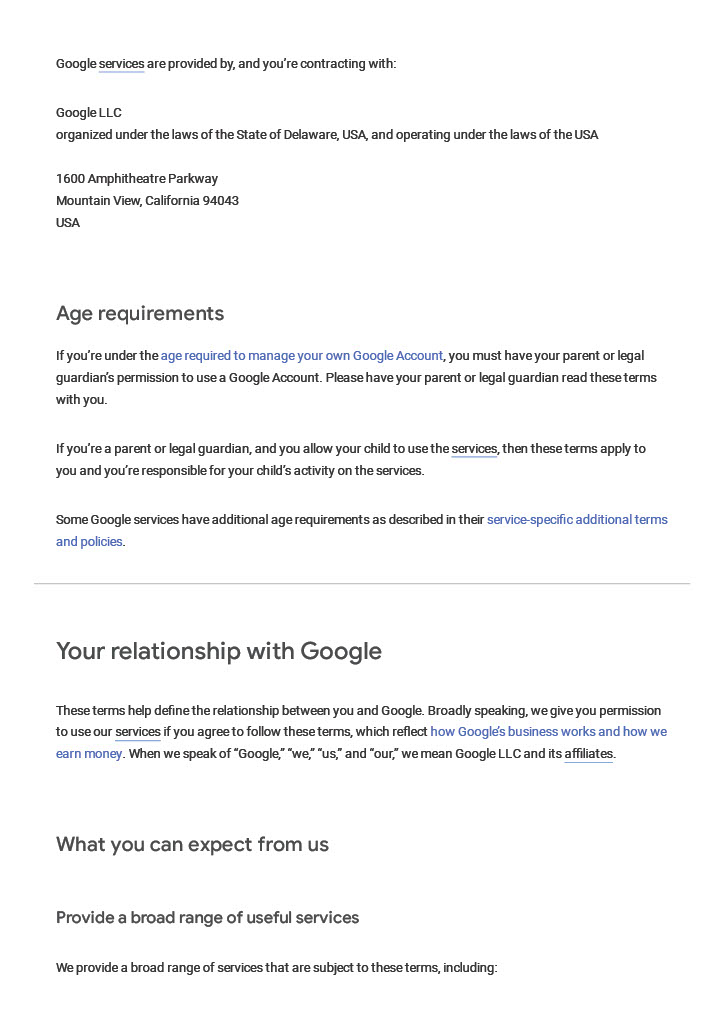 Google services are provided by, and you’re contracting with:
Google LLC
organized under the laws of the State of Delaware, USA, and operating under the laws of the USA
1600 Amphitheatre Parkway
Mountain View, California 94043
USA
Age requirements
If you’re under the age required to manage your own Google Account, you must have your parent or legal
guardian’s permission to use a Google Account. Please have your parent or legal guardian read these terms
with you.
If you’re a parent or legal guardian, and you allow your child to use the services, then these terms apply to
you and you’re responsible for your child’s activity on the services.
Some Google services have additional age requirements as described in their service-specific additional terms
and policies.
Your relationship with Google
These terms help define the relationship between you and Google. Broadly speaking, we give you permission
to use our services if you agree to follow these terms, which reflect how Google’s business works and how we
earn money. When we speak of “Google,” “we,” “us,” and “our,” we mean Google LLC and its affiliates.
What you can expect from us
Provide a broad range of useful services
We provide a broad range of services that are subject to these terms, including: